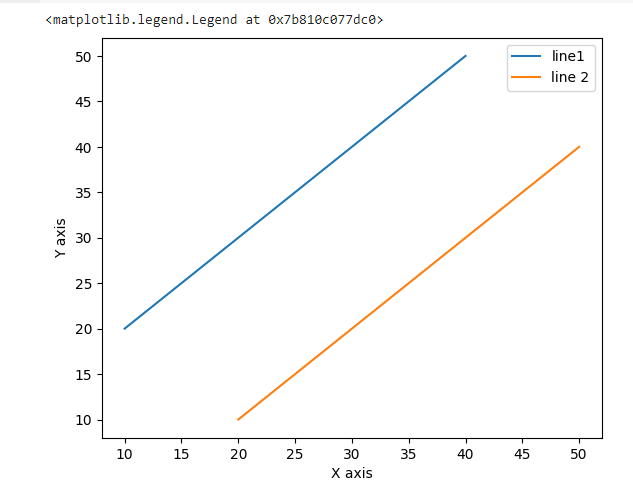 <matplotlib.legend.Legend at 0x7b810c077dc0>
line1
line 2
50
45
40
35
30
25
20
15
10
Y axis
10 15 20 25 30 35 40 45 50
X axis